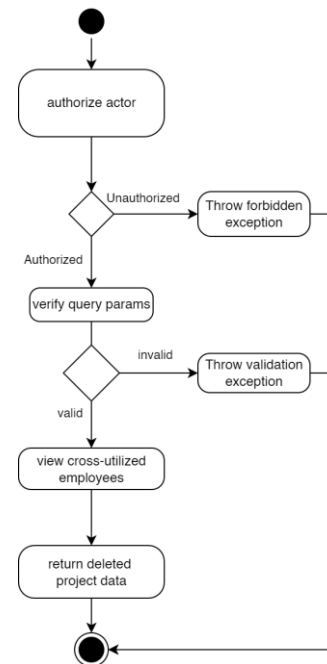 authorize actor
Unauthorized
Throw forbidden
exception
Authorized
verify query params
invalid
Throw validation
exception
valid
view cross-utilized
employees
return deleted
project data